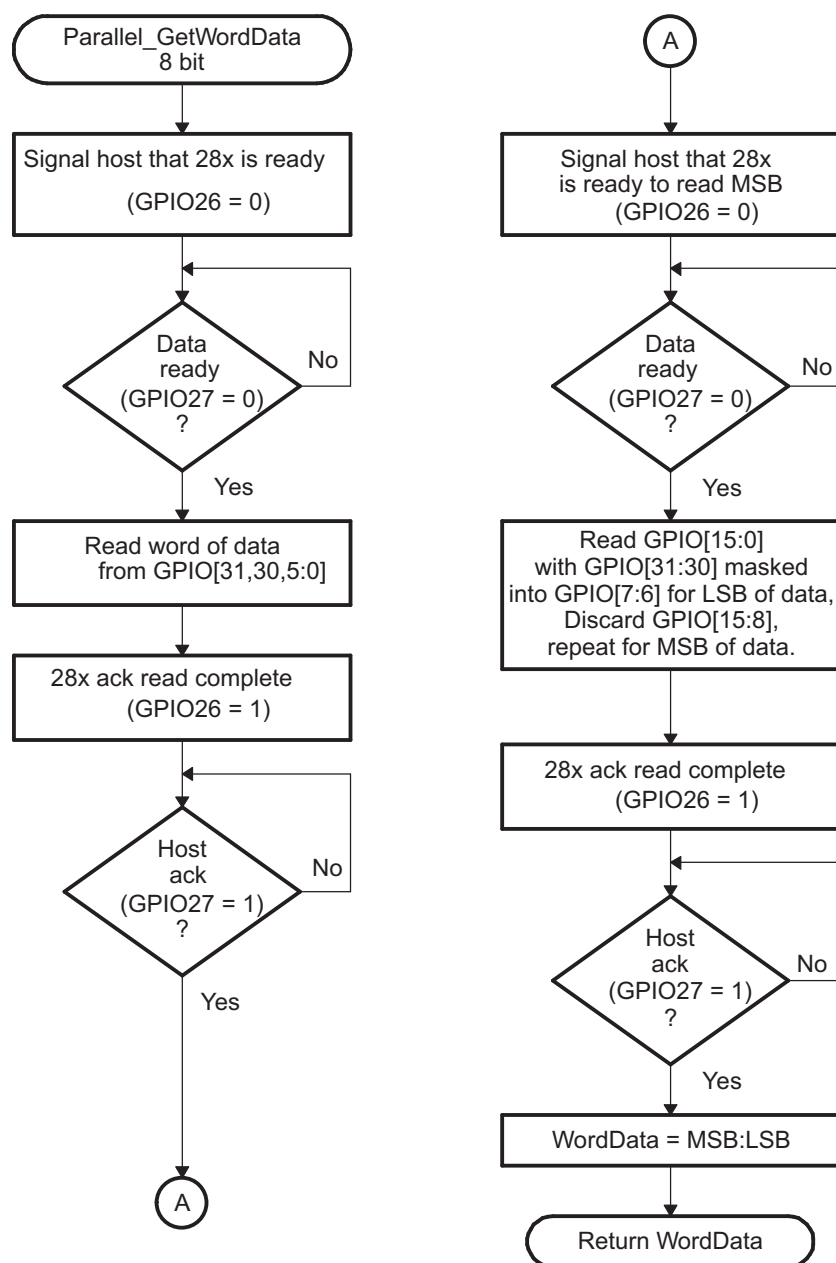 Parallel_GetWordData
8 bit
Signal host that 28x is ready
(GPIO26 = 0)
Data
ready
(GPIO27 = 0)
?
No
Yes
Read word of data
from GPIO[31,30,5:0]
28x ack read complete
(GPIO26 = 1)
Host
ack
(GPIO27 = 1)
?
No
Yes
A
A
Signal host that 28x
is ready to read MSB
(GPIO26 = 0)
Data
ready
(GPIO27 = 0)
?
No
Yes
Read GPIO[15:0]
with GPIO[31:30] masked
into GPIO[7:6] for LSB of data,
Discard GPIO[15:8],
repeat for MSB of data.
28x ack read complete
(GPIO26 = 1)
Host
ack
(GPIO27 = 1)
?
No
Yes
WordData = MSB:LSB
Return WordData